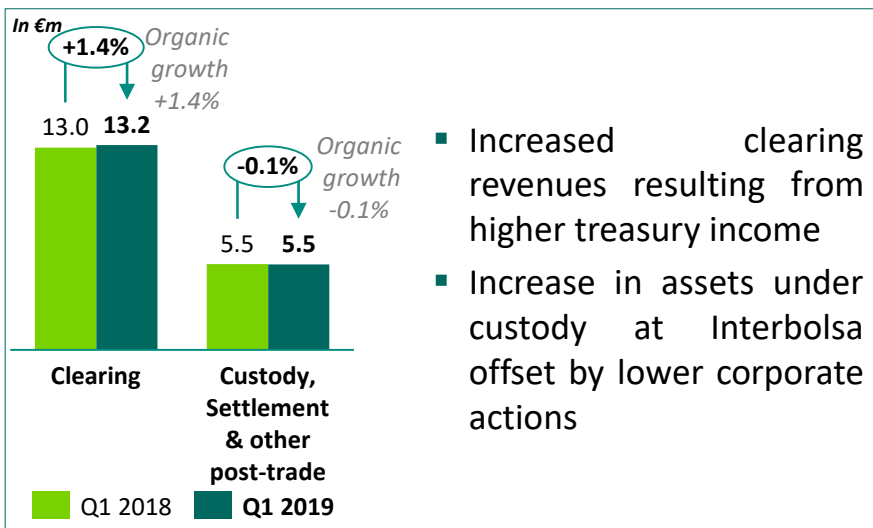 In €m
+1.4%
Organic
growth
+1.4%
13.0 13.2
-0.1%
Organic
growth
-0.1%
5.5 5.5
Clearing
Custody,
Settlement
& other
post-trade
Q1 2018 Q1 2019
▪ Increased clearing
revenues resulting from
higher treasury income
▪ Increase in assets under
custody at Interbolsa
offset by lower corporate
actions